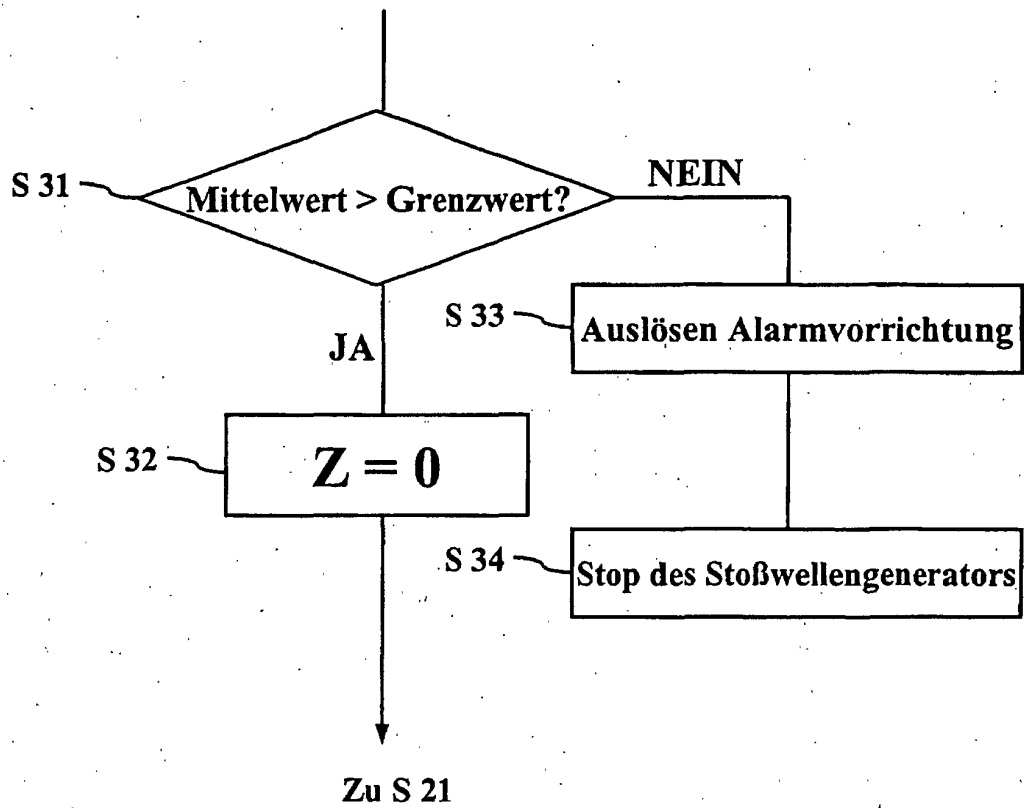 S 31
Mittelwert > Grenzwert?
NEIN
S 33
Auslösen Alarmvorrichtung
JA
S 32
Z = 0
S 34
Stop des Stoßwellengenerators
Zu S 21